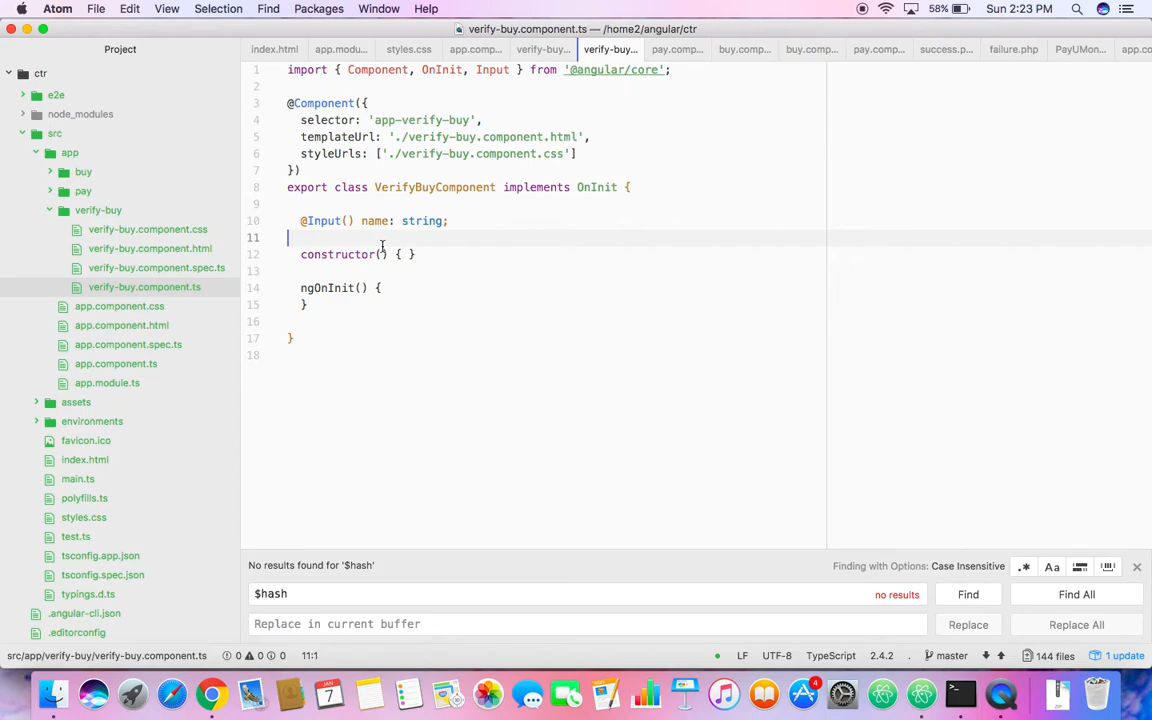 Atom File Edit View Selection Find Packages Window Help 58% Sun 2:23 PM
verify-buy.component.ts — /home2/angular/ctr
Project
index.html app.modu... styles.css app.comp... verify-buy... verify-buy... pay.comp... buy.comp... buy.comp... pay.comp... success.p... failure.php PayUMon... app.co
ctr
e2e
node_modules
src
app
buy
pay
verify-buy
verify-buy.component.css
verify-buy.component.html
verify-buy.component.spec.ts
verify-buy.component.ts
app.component.css
app.component.html
app.component.spec.ts
app.component.ts
app.module.ts
assets
environments
favicon.ico
index.html
main.ts
polyfills.ts
styles.css
test.ts
tsconfig.app.json
tsconfig.spec.json
typings.d.ts
.angular-cli.json
.editorconfig
1 import { Component, OnInit, Input } from '@angular/core';
2
3 @Component({
4 selector: 'app-verify-buy',
5 templateUrl: './verify-buy.component.html',
6 styleUrls: ['./verify-buy.component.css']
7 })
8 export class VerifyBuyComponent implements OnInit {
9
10 @Input() name: string;
11
12 constructor() { }
13
14 ngOnInit() {
15 }
16
17 }
18
No results found for '$hash' Finding with Options: Case Insensitive .* Aa
$hash no results Find Find All
Replace in current buffer Replace Replace All
src/app/verify-buy/verify-buy.component.ts 0 0 0 11:1 LF UTF-8 TypeScript 2.4.2 . master 144 files 1 update
JAN
7
4
ZIP